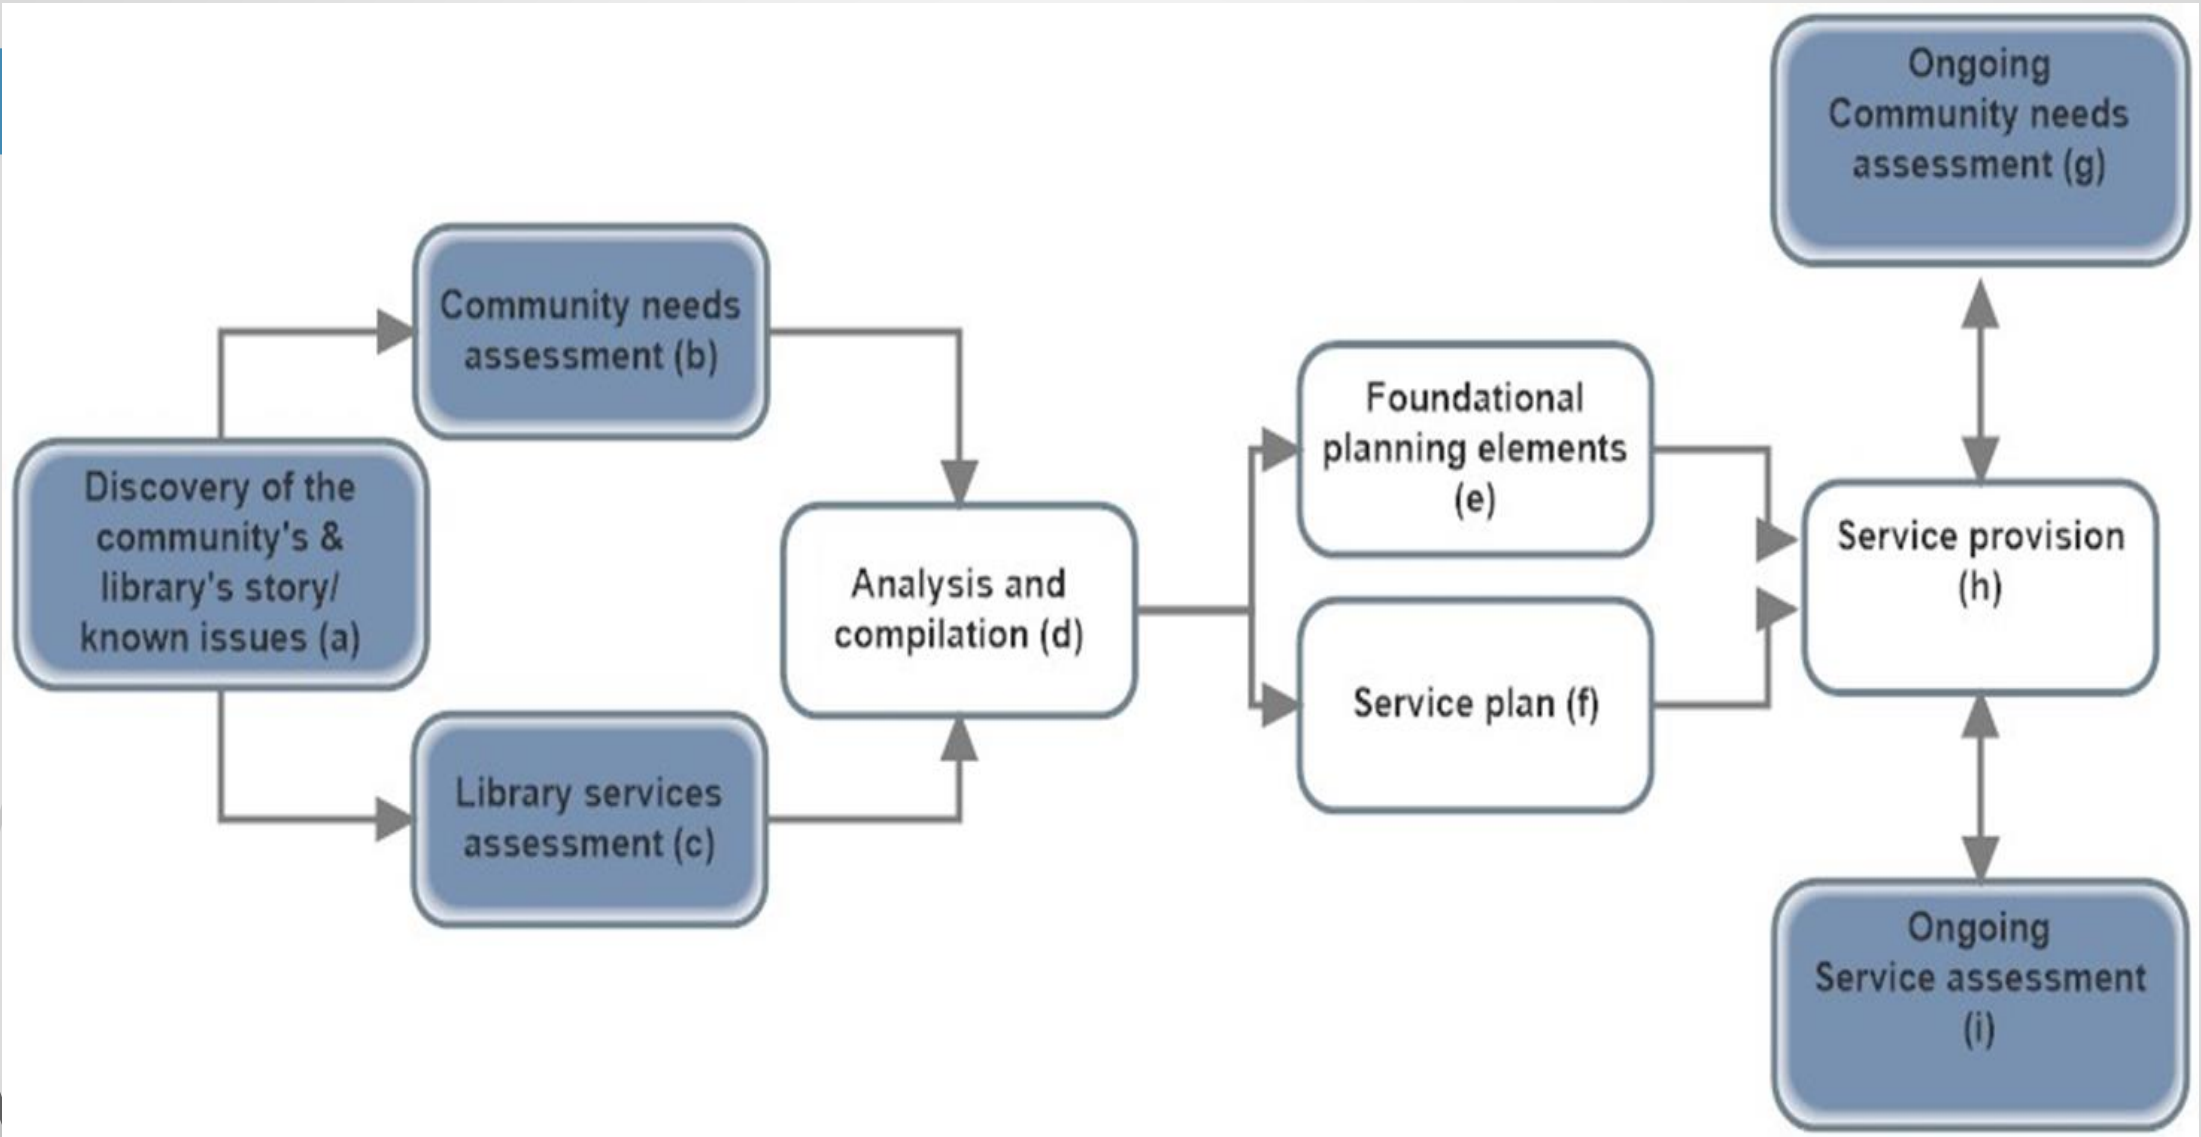 Discovery of the
community's &
library's story/
known issues (a)
Community needs
assessment (b)
Library services
assessment (c)
Analysis and
compilation (d)
Foundational
planning elements
(e)
Service plan (f)
Ongoing
Community needs
assessment (g)
Service provision
(h)
Ongoing
Service assessment
(i)